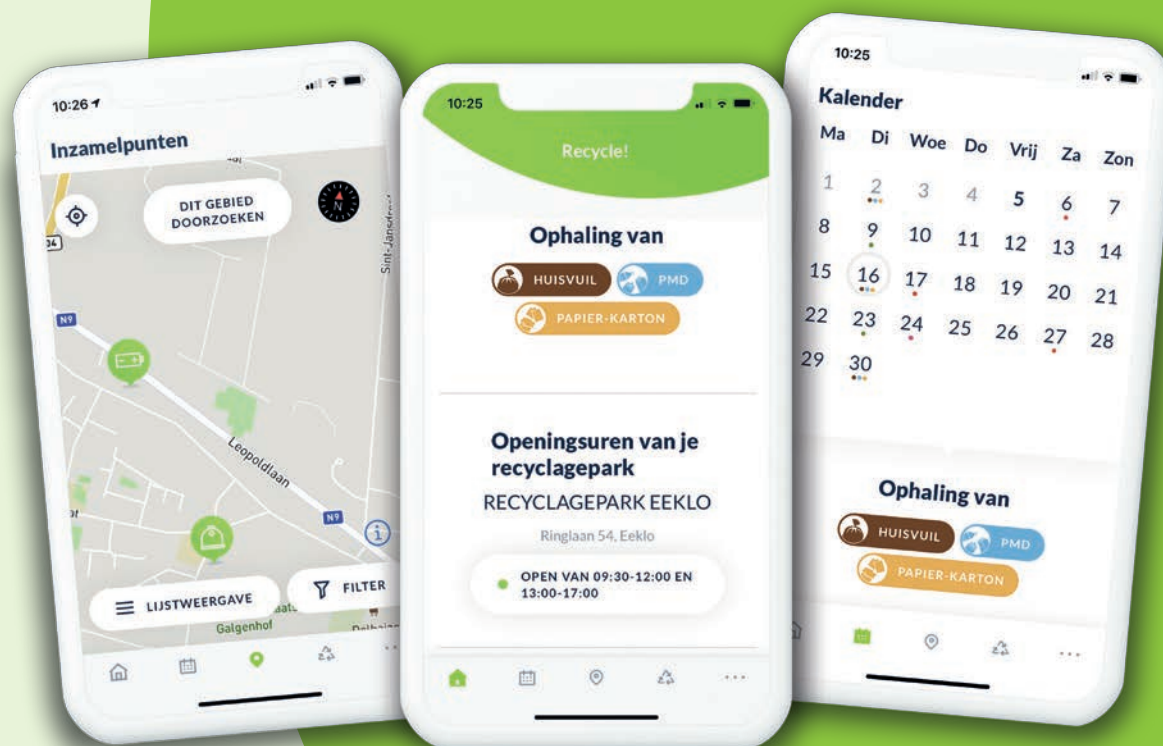 10:26
Inzamelpunten
DIT GEBIED
DOORZOEKEN
N
Sint-Jansdreef
N9
Leopoldlaan
N9
LIJSTWEERGAVE
FILTER
Galgenhof
10:25
Recycle!
Ophaling van
HUISVUIL
PMD
PAPIER-KARTON
Openingsuren van je
recyclagepark
RECYCLAGEPARK EEKLO
Ringlaan 54, Eeklo
OPEN VAN 09:30-12:00 EN
13:00-17:00
10:25
Kalender
Ma Di Woe Do Vrij Za Zon
1 2 3 4 5 6 7
8 9 10 11 12 13 14
15 16 17 18 19 20 21
22 23 24 25 26 27 28
29 30
Ophaling van
HUISVUIL
PMD
PAPIER-KARTON